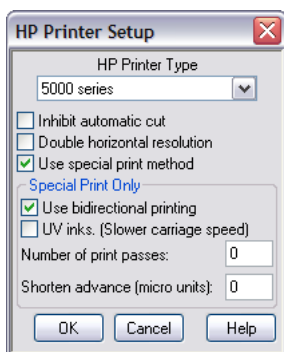 HP Printer Setup
HP Printer Type
5000 series
Inhibit automatic cut
Double horizontal resolution
Use special print method
Special Print Only
Use bidirectional printing
UV inks. (Slower carriage speed)
Number of print passes: 0
Shorten advance (micro units): 0
OK Cancel Help